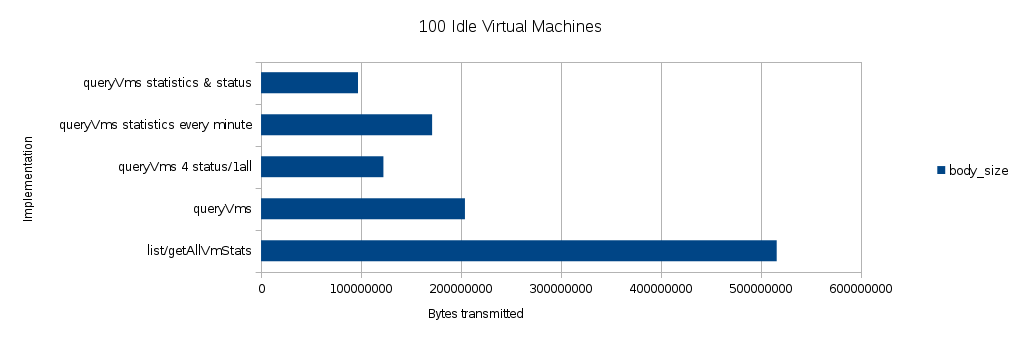 100 Idle Virtual Machines
queryVms statistics & status
queryVms statistics every minute
queryVms 4 status/1all
queryVms
list/getAllVmStats
Implementation
0 100000000 200000000 300000000 400000000 500000000 600000000
Bytes transmitted
body_size